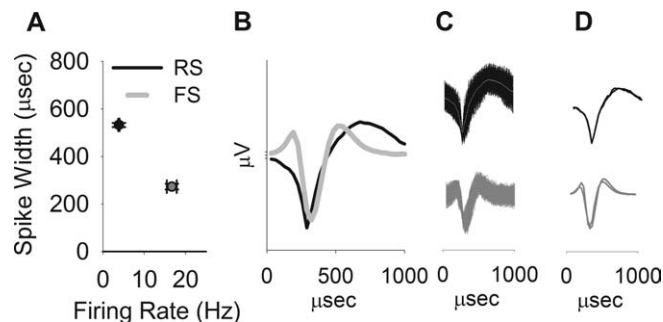 A
B
C
D
RS
FS
Spike Width (μsec)
800
600
400
200
0
0 10 20
Firing Rate (Hz)
μV
0 500 1000
μsec
0 1000
μsec
0 1000
μsec